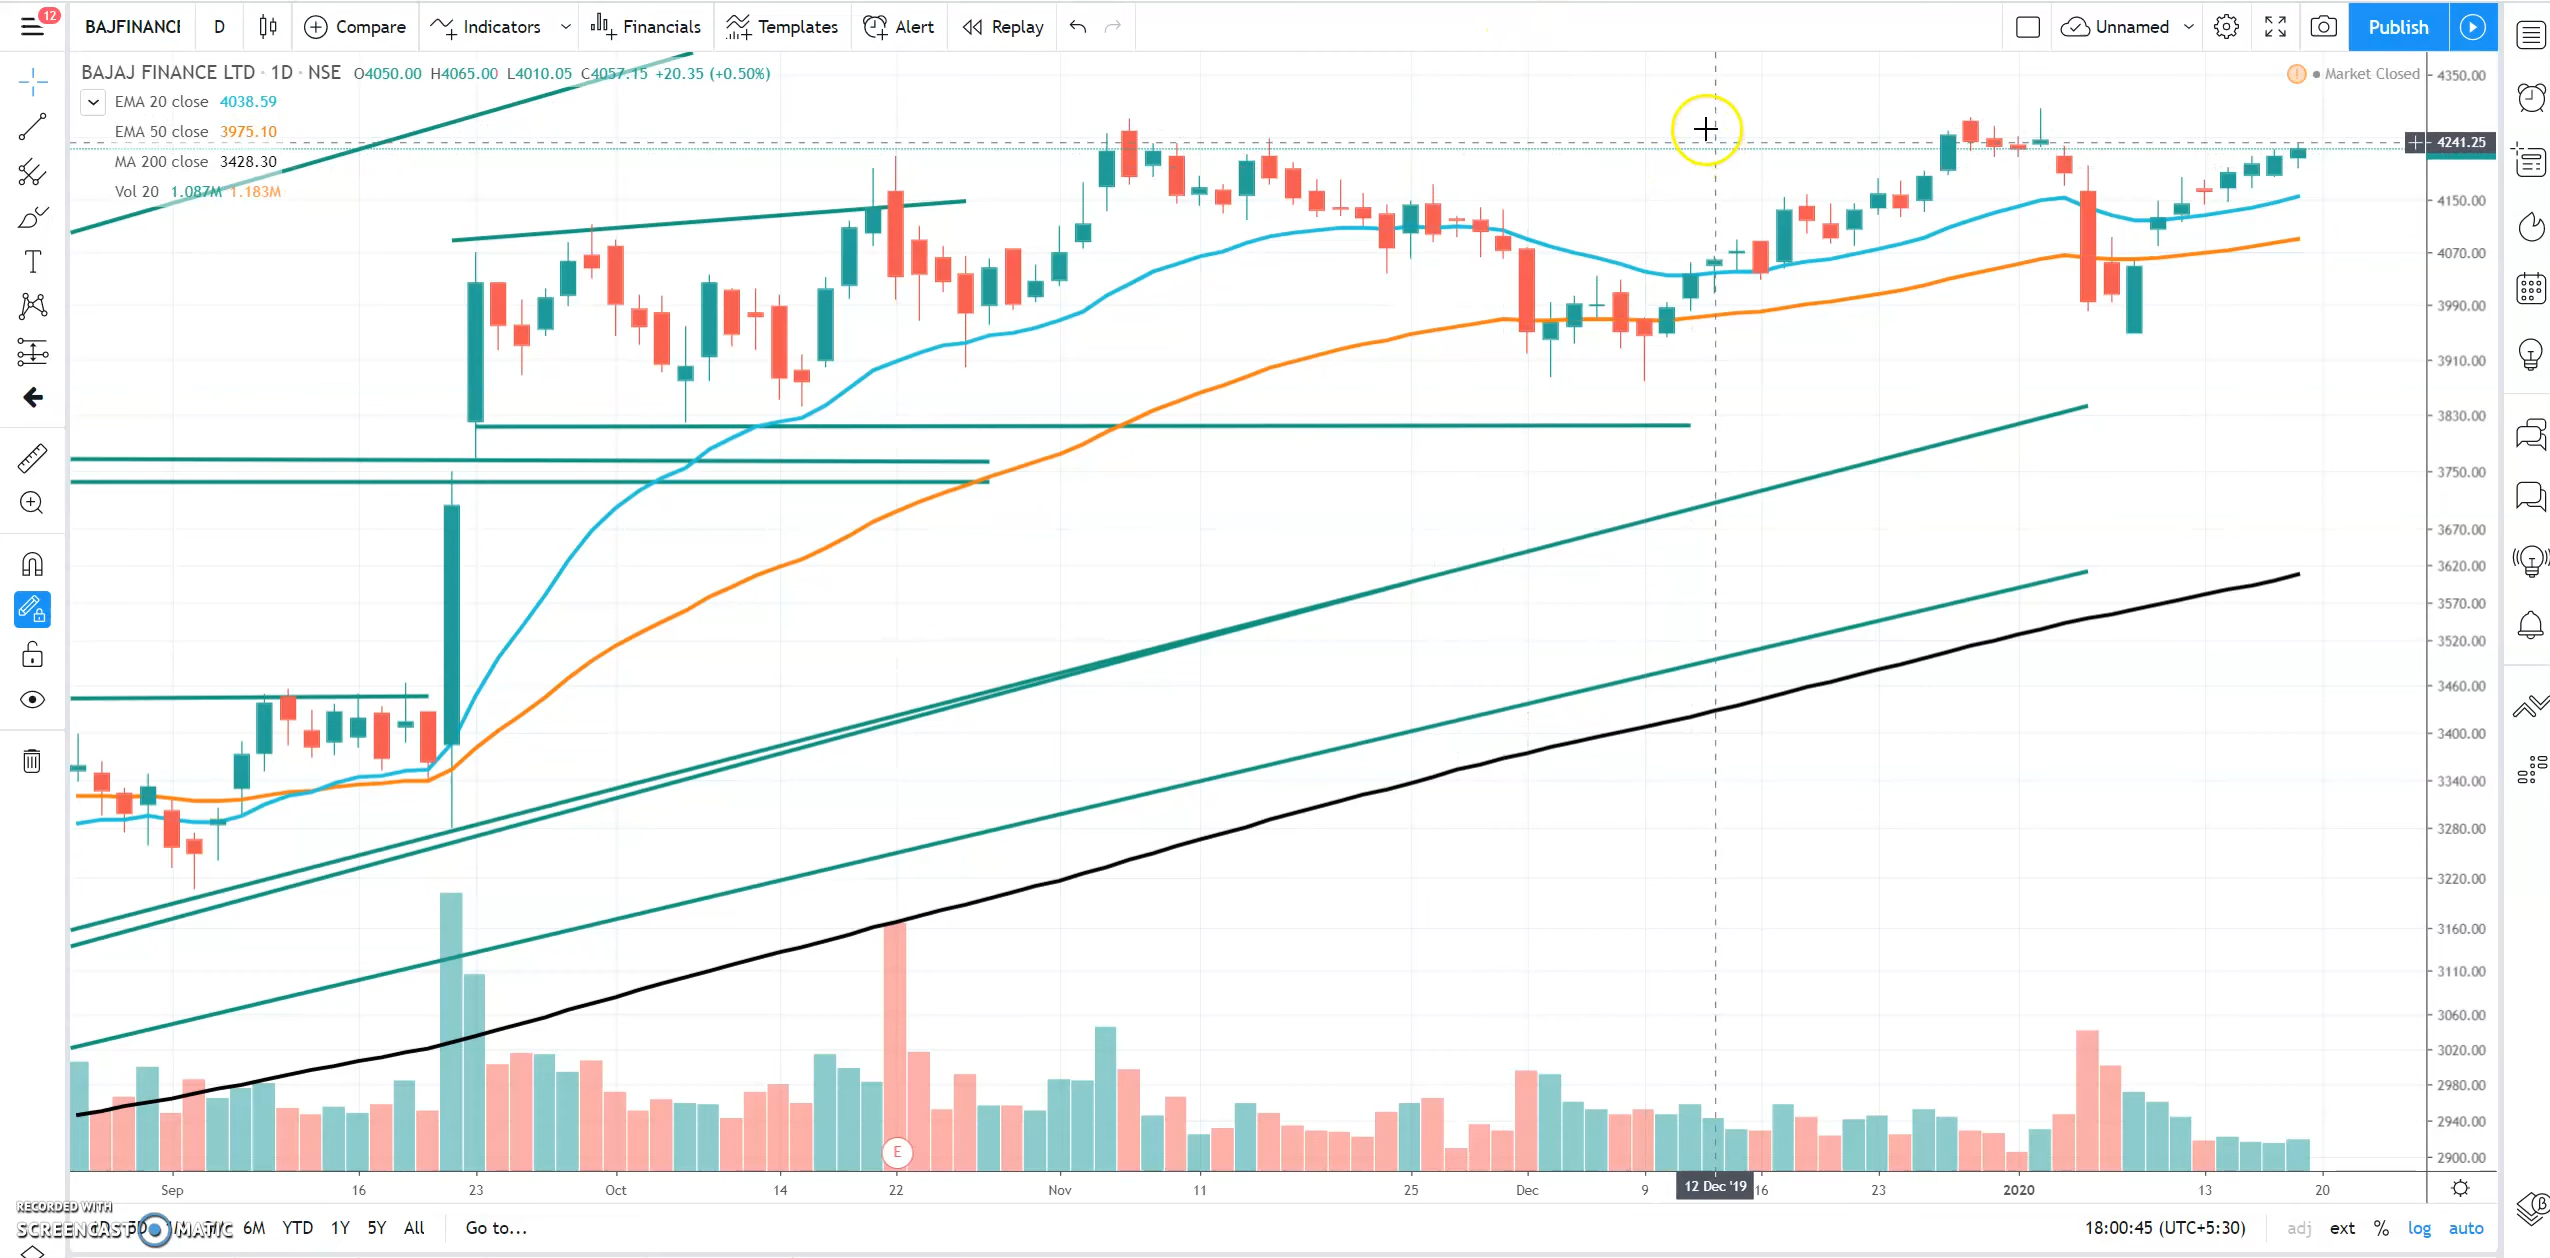 12
BAJFINANCE D Compare Indicators Financials Templates Alert Replay Unnamed Publish
BAJAJ FINANCE LTD · 1D · NSE O4050.00 H4065.00 L4010.05 C4057.15 +20.35 (+0.50%)
Market Closed
EMA 20 close 4038.59
EMA 50 close 3975.10
MA 200 close 3428.30
Vol 20 1.087M 1.183M
4350.00
4241.25
4150.00
4070.00
3990.00
3910.00
3830.00
3750.00
3670.00
3620.00
3570.00
3520.00
3460.00
3400.00
3340.00
3280.00
3220.00
3160.00
3110.00
3060.00
3020.00
2980.00
2940.00
2900.00
E
Sep 16 23 Oct 14 22 Nov 11 25 Dec 9 12 Dec '19 16 23 2020 13 20
RECORDED WITH
SCREENCAST MATIC
5D 6M YTD 1Y 5Y All Go to... 18:00:45 (UTC+5:30) adj ext % log auto